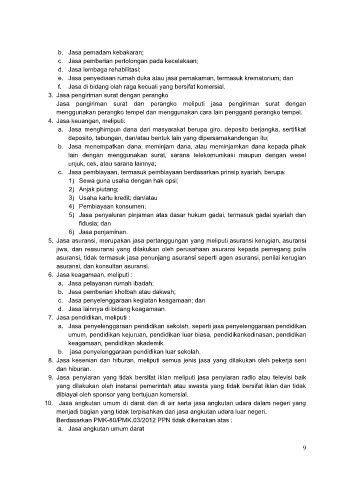 b. Jasa pemadam kebakaran;
c. Jasa pemberian pertolongan pada kecelakaan;
d. Jasa lembaga rehabilitasi;
e. Jasa penyediaan rumah duka atau jasa pemakaman, termasuk krematorium; dan
f. Jasa di bidang olah raga kecuali yang bersifat komersial.
3. Jasa pengiriman surat dengan perangko
Jasa pengiriman surat dan perangko meliputi jasa pengiriman surat dengan
menggunakan perangko tempel dan menggunakan cara lain pengganti perangko tempel.
4. Jasa keuangan, meliputi:
a. Jasa menghimpun dana dari masyarakat berupa giro, deposito berjangka, sertifikat
deposito, tabungan, dan/atau bentuk lain yang dipersamakandengan itu;
b. Jasa menempatkan dana, meminjam dana, atau meminjamkan dana kepada pihak
lain dengan menggunakan surat, sarana telekomunikasi maupun dengan wesel
unjuk, cek, atau sarana lainnya;
c. Jasa pembiayaan, termasuk pembiayaan berdasarkan prinsip syariah, berupa:
1) Sewa guna usaha dengan hak opsi;
2) Anjak piutang;
3) Usaha kartu kredit; dan/atau
4) Pembiayaan konsumen;
5) Jasa penyaluran pinjaman atas dasar hukum gadai, termasuk gadai syariah dan
fidusia; dan
6) Jasa penjaminan.
5. Jasa asuransi, merupakan jasa pertanggungan yang meliputi asuransi kerugian, asuransi
jiwa, dan reasuransi yang dilakukan oleh perusahaan asuransi kepada pemegang polis
asuransi, tidak termasuk jasa penunjang asuransi seperti agen asuransi, penilai kerugian
asuransi, dan konsultan asuransi.
6. Jasa keagamaan, meliputi :
a. Jasa pelayanan rumah ibadah;
b. Jasa pemberian khotbah atau dakwah;
c. Jasa penyelenggaraan kegiatan keagamaan; dan
d. Jasa lainnya di bidang keagamaan.
7. Jasa pendidikan, meliputi :
a. Jasa penyelenggaraan pendidikan sekolah, seperti jasa penyelenggaraan pendidikan
umum, pendidikan kejuruan, pendidikan luar biasa, pendidikankedinasan, pendidikan
keagamaan, pendidikan akademik.
b. jasa penyelenggaraan pendidikan luar sekolah.
8. Jasa kesenian dan hiburan, meliputi semua jenis jasa yang dilakukan oleh pekerja seni
dan hiburan.
9. Jasa penyiaran yang tidak bersifat iklan meliputi jasa penyiaran radio atau televisi baik
yang dilakukan oleh instansi pemerintah atau swasta yang tidak bersifat iklan dan tidak
dibiayai oleh sponsor yang bertujuan komersial.
10. Jasa angkutan umum di darat dan di air serta jasa angkutan udara dalam negeri yang
menjadi bagian yang tidak terpisahkan dari jasa angkutan udara luar negeri.
Berdasarkan PMK-80/PMK.03/2012 PPN tidak dikenakan atas :
a. Jasa angkutan umum darat
9